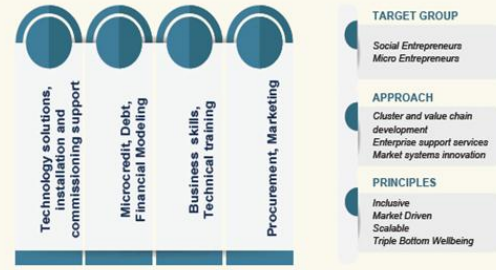 Technology solutions,
installation and
commissioning support
Microcredit, Debt,
Financial Modeling
Business skills,
Technical training
Procurement, Marketing
TARGET GROUP
Social Entrepreneurs
Micro Entrepreneurs
APPROACH
Cluster and value chain
development
Enterprise support services
Market systems innovation
PRINCIPLES
Inclusive
Market Driven
Scalable
Triple Bottom Wellbeing